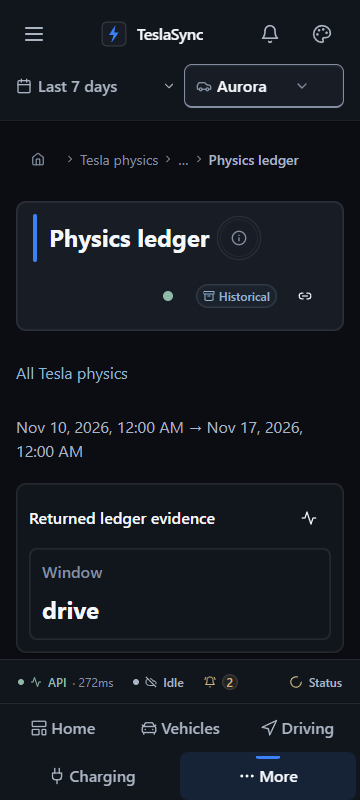 TeslaSync
Last 7 days
Aurora
Tesla physics
...
Physics ledger
Physics ledger
Historical
All Tesla physics
Nov 10, 2026, 12:00 AM → Nov 17, 2026,
12:00 AM
Returned ledger evidence
Window
drive
API · 272ms
Idle
2
Status
Home
Vehicles
Driving
Charging
More